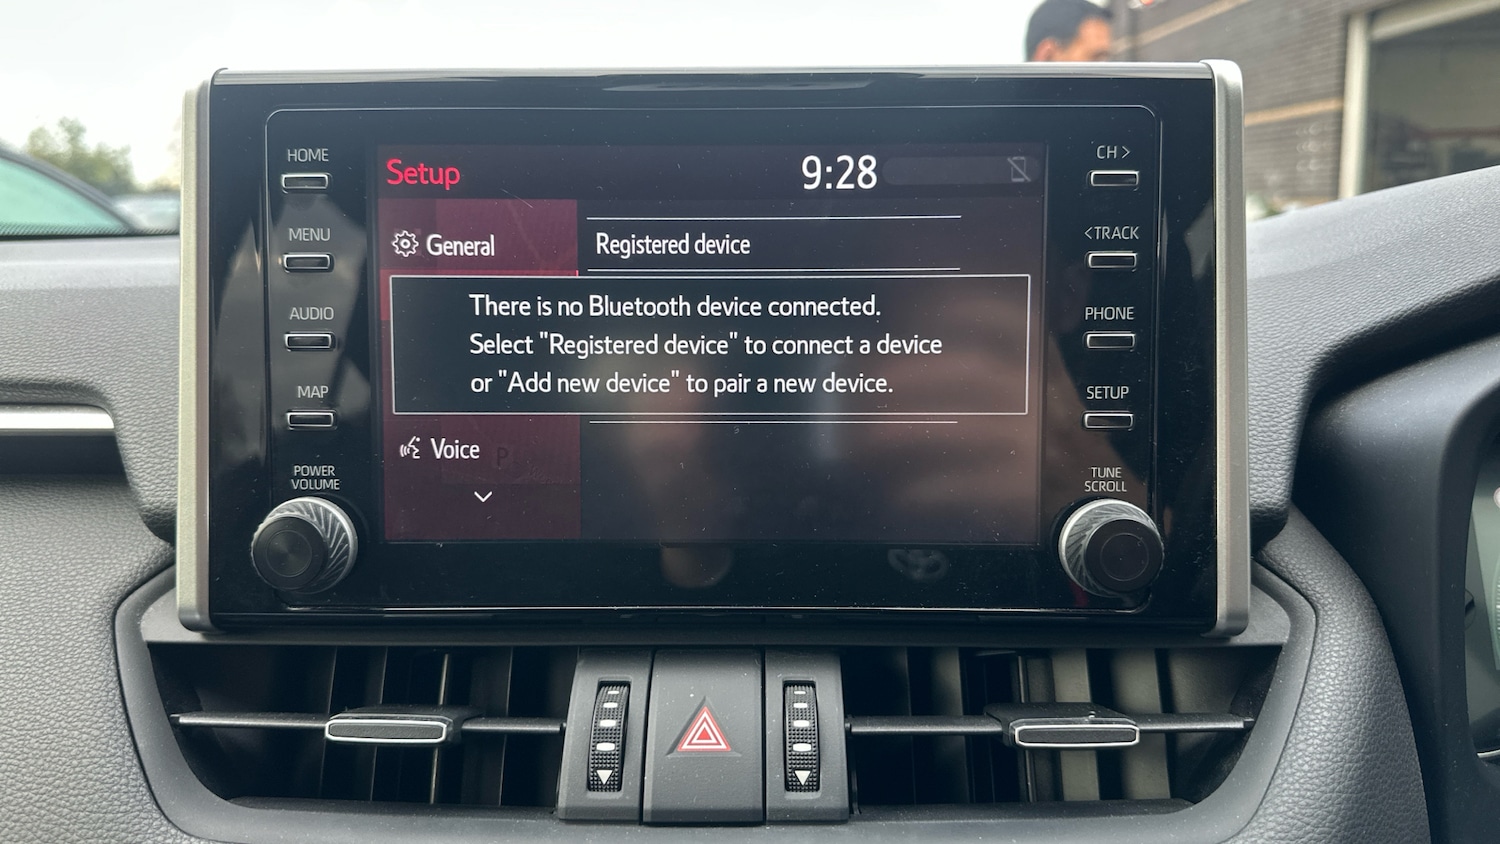 HOME
MENU
AUDIO
MAP
POWER
VOLUME
Setup
9:28
General
Registered device
There is no Bluetooth device connected.
Select "Registered device" to connect a device
or "Add new device" to pair a new device.
Voice
CH >
<TRACK
PHONE
SETUP
TUNE
SCROLL